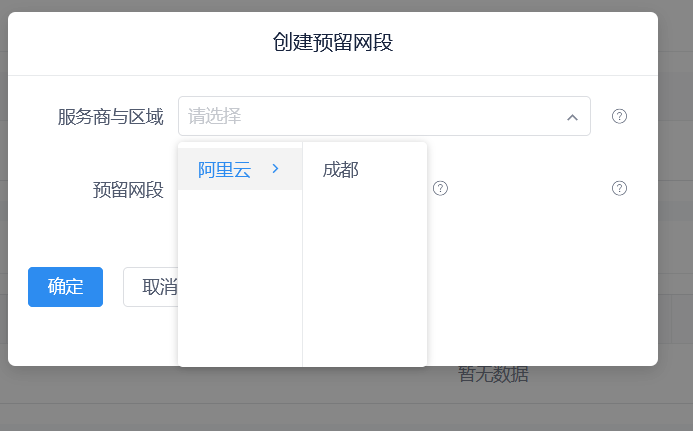 创建预留网段
服务商与区域 请选择
阿里云 成都
预留网段
确定 取消
暂无数据